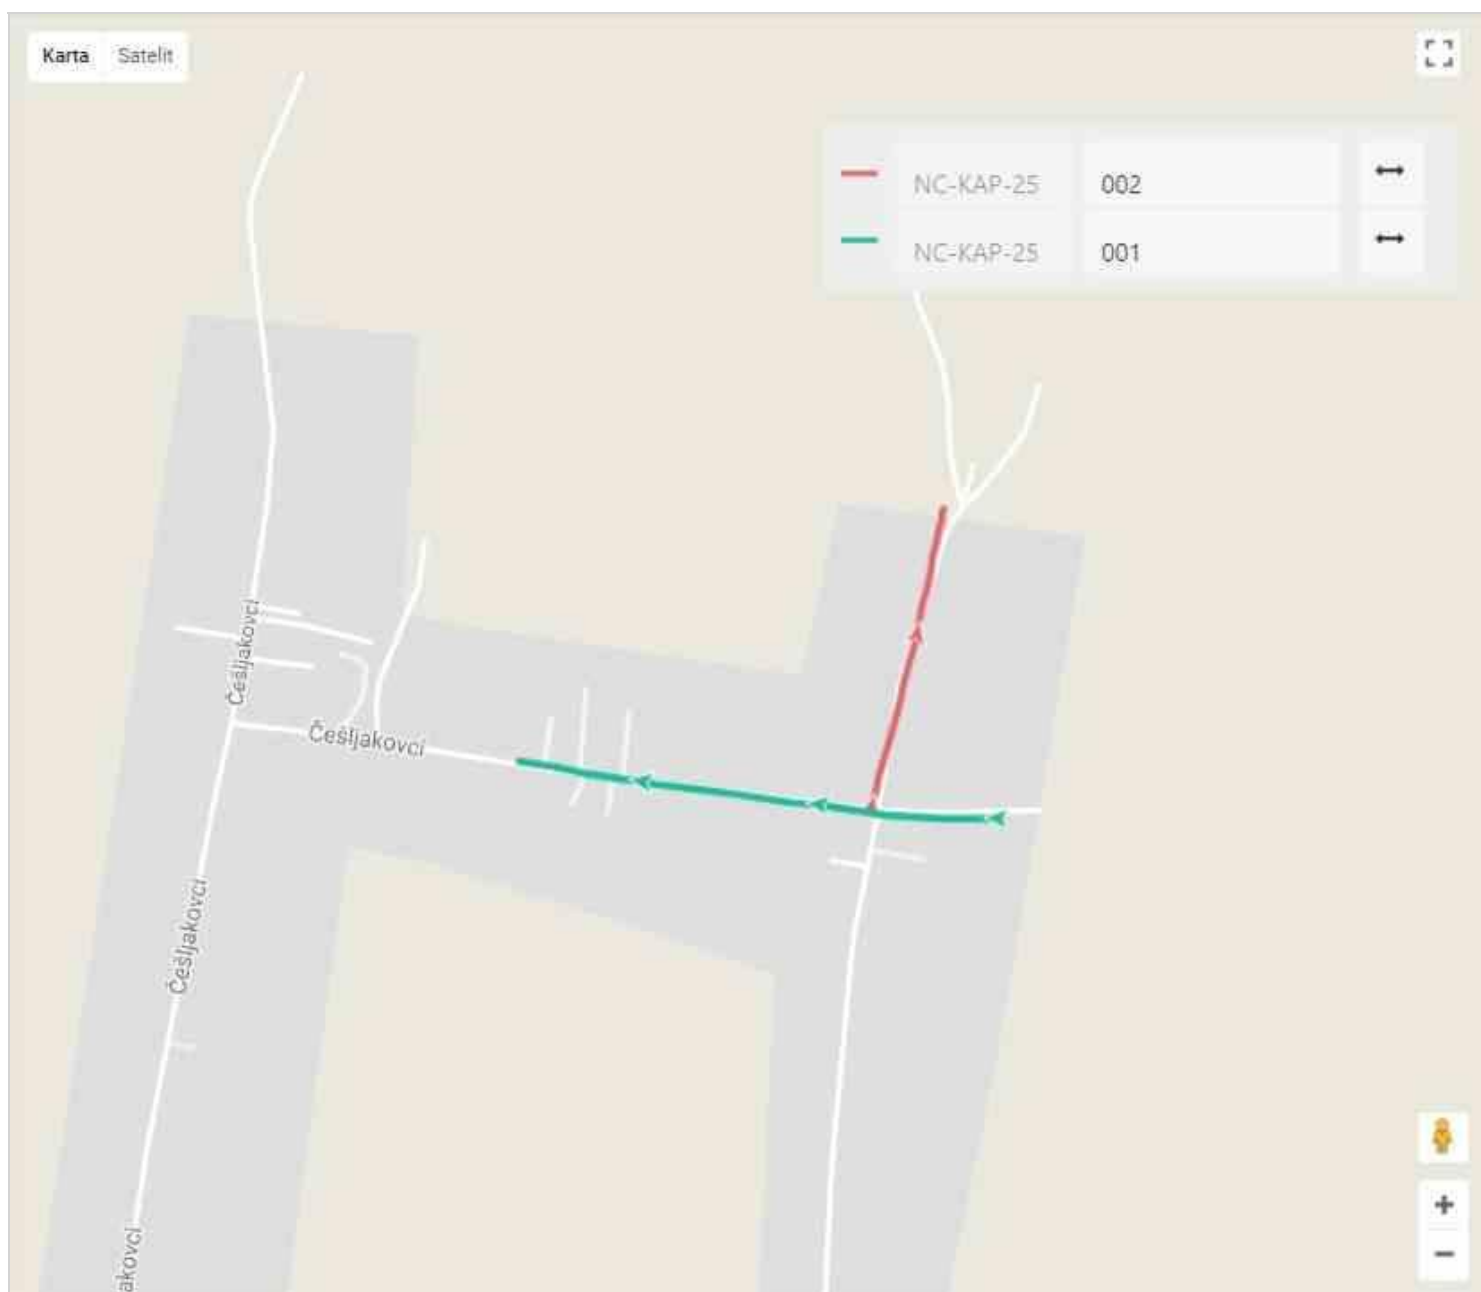 Karta Satelit
NC-KAP-25 002
NC-KAP-25 001
Češljakovci
Češljakovci
Češljakovci
akovci